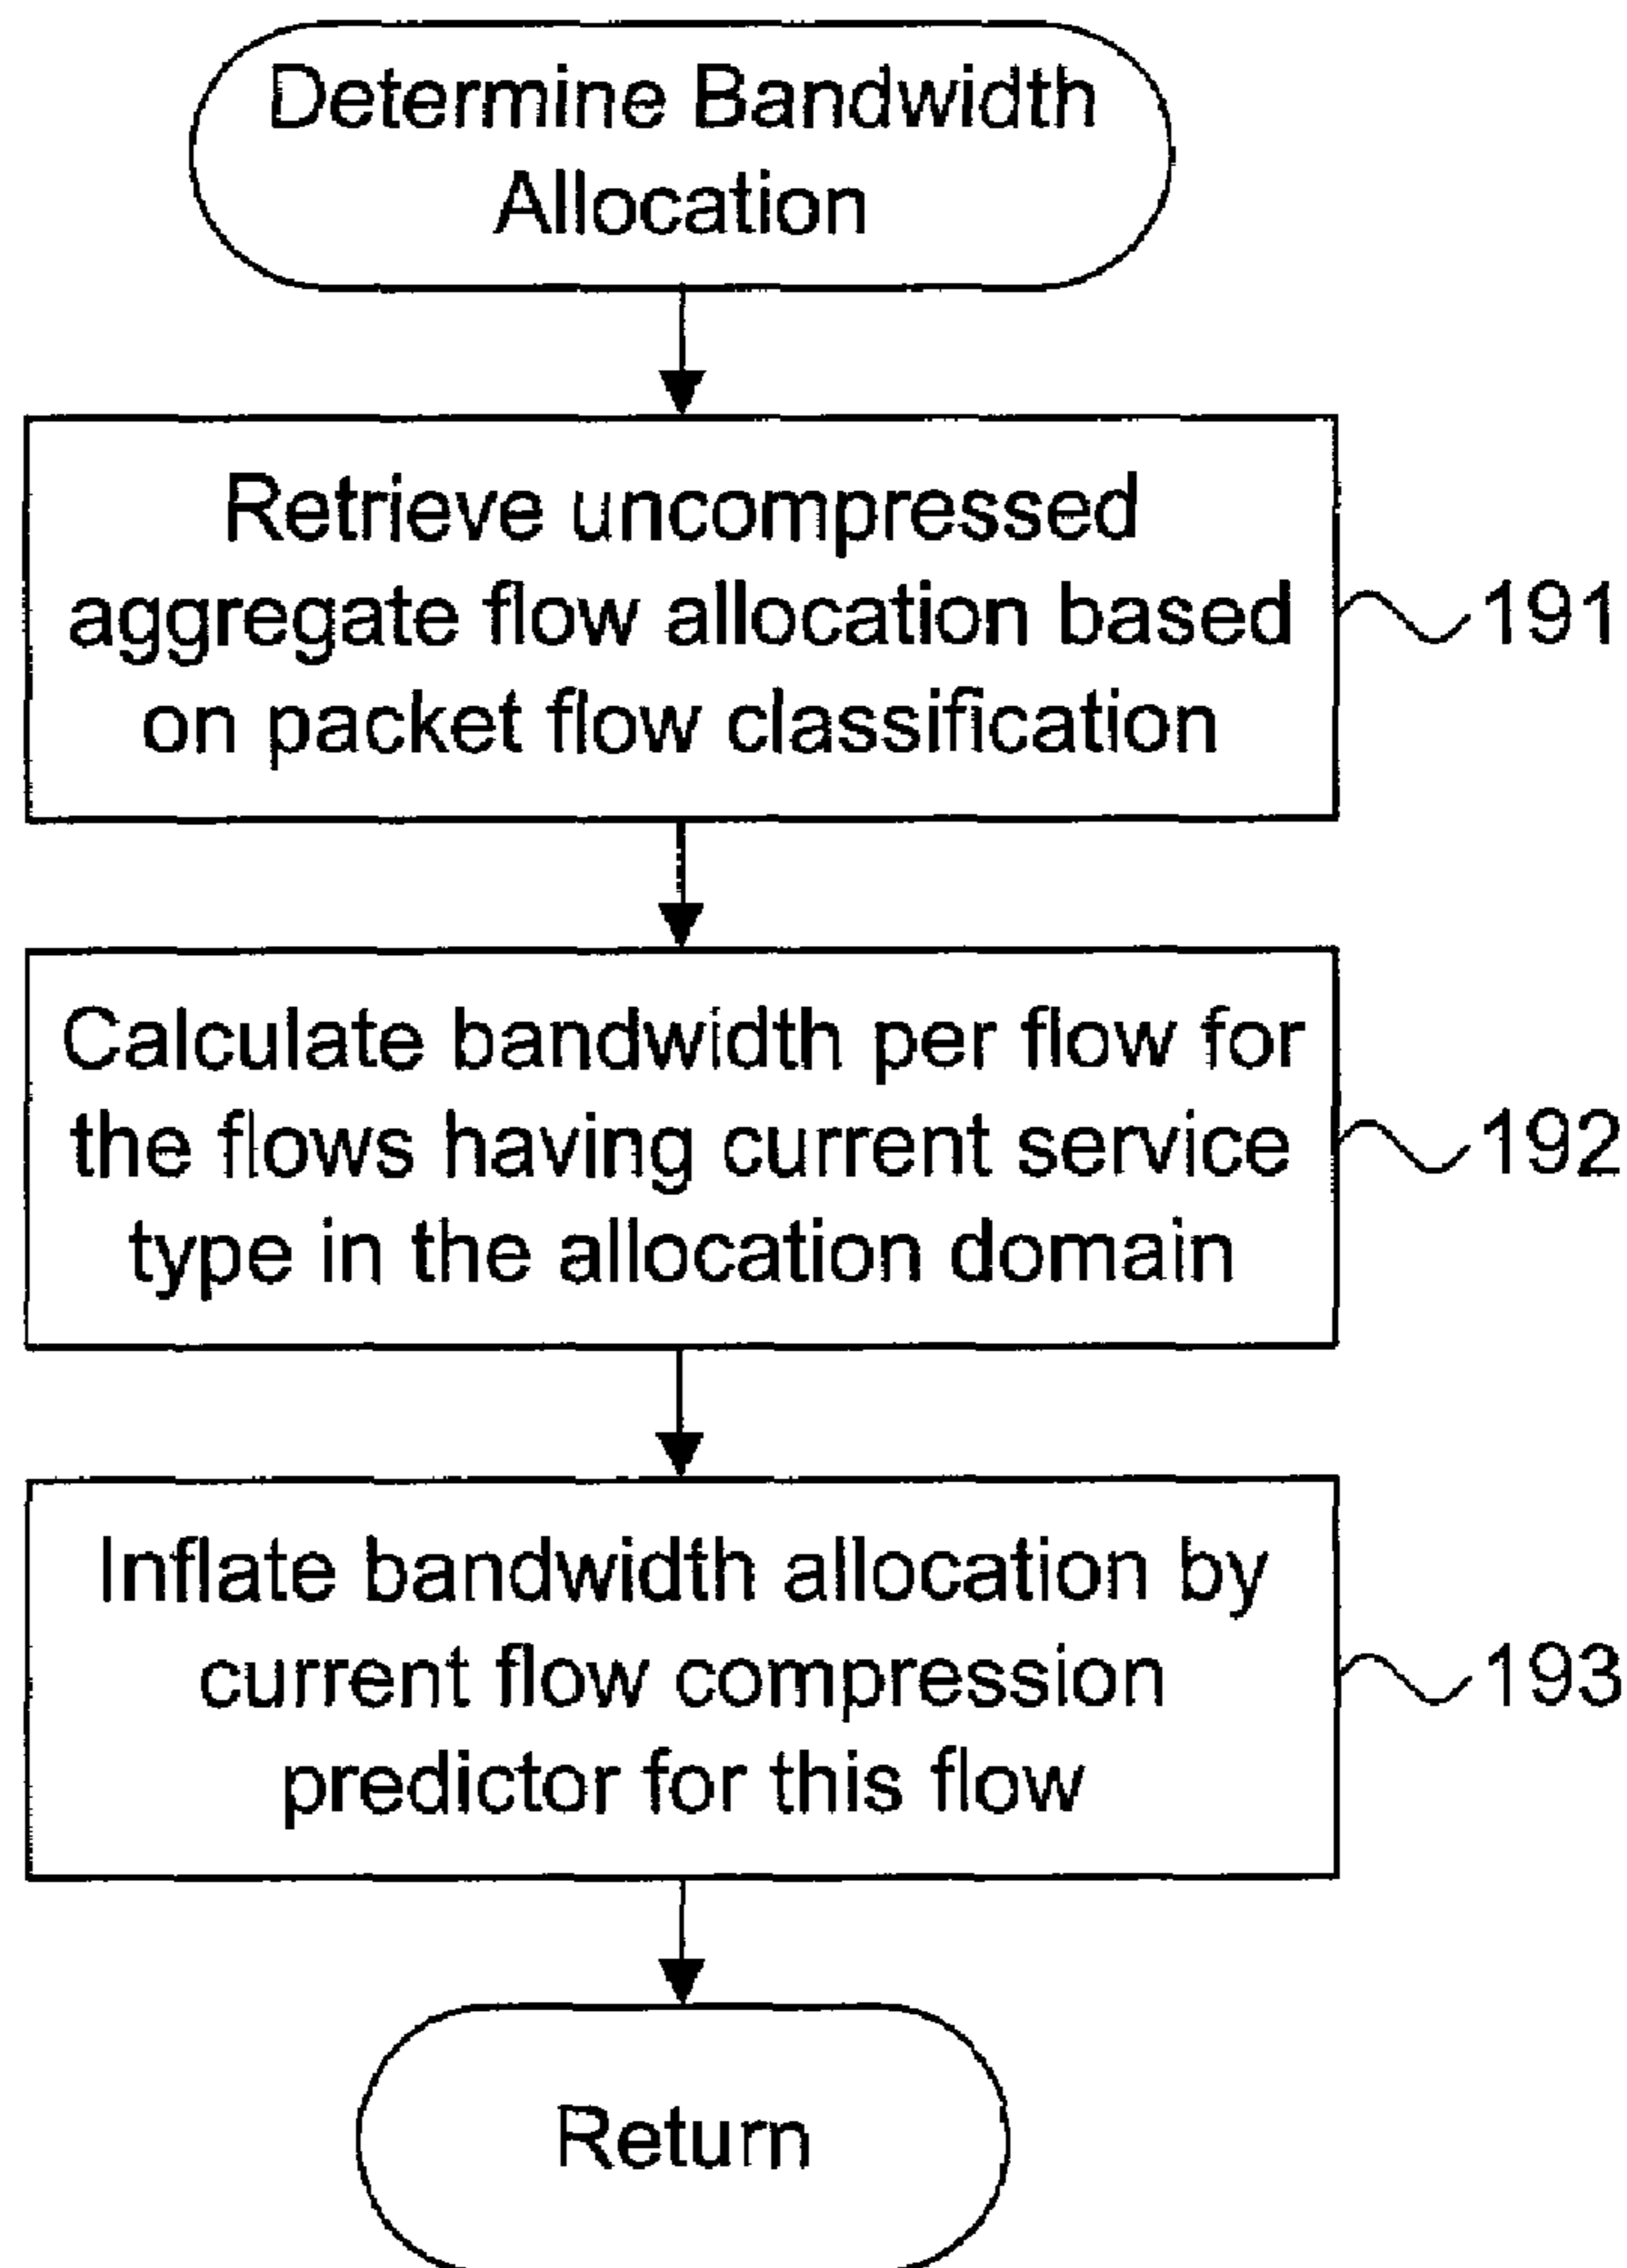 Determine Bandwidth
Allocation
Retrieve uncompressed
aggregate flow allocation based
on packet flow classification
191
Calculate bandwidth per flow for
the flows having current service
type in the allocation domain
192
Inflate bandwidth allocation by
current flow compression
predictor for this flow
193
Return